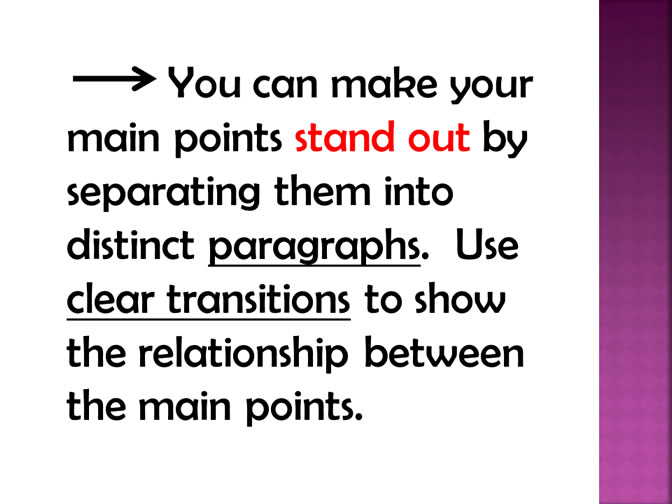 You can make your
main points stand out by
separating them into
distinct paragraphs.  Use
clear transitions to show
the relationship between
the main points.